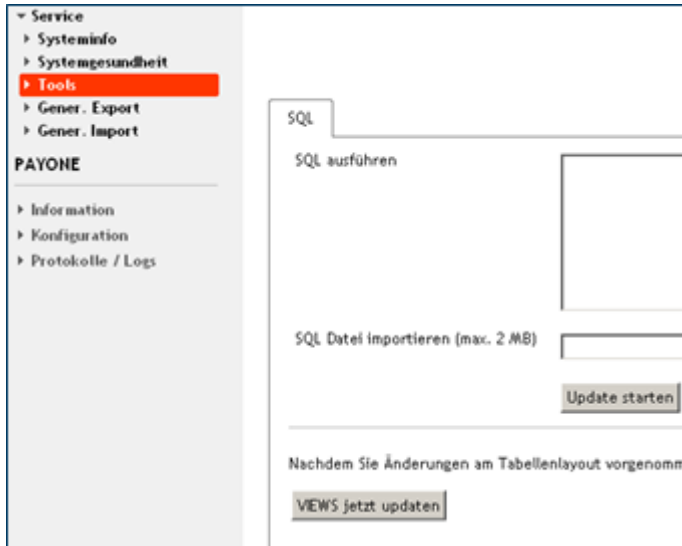 Service
Systeminfo
Systemgesundheit
Tools
Gener. Export
Gener. Import
PAYONE
Information
Konfiguration
Protokolle / Logs
SQL
SQL ausführen
SQL Datei importieren (max. 2 MB)
Update starten
Nachdem Sie Änderungen am Tabellenlayout vorgenomm
VIEWS jetzt updaten